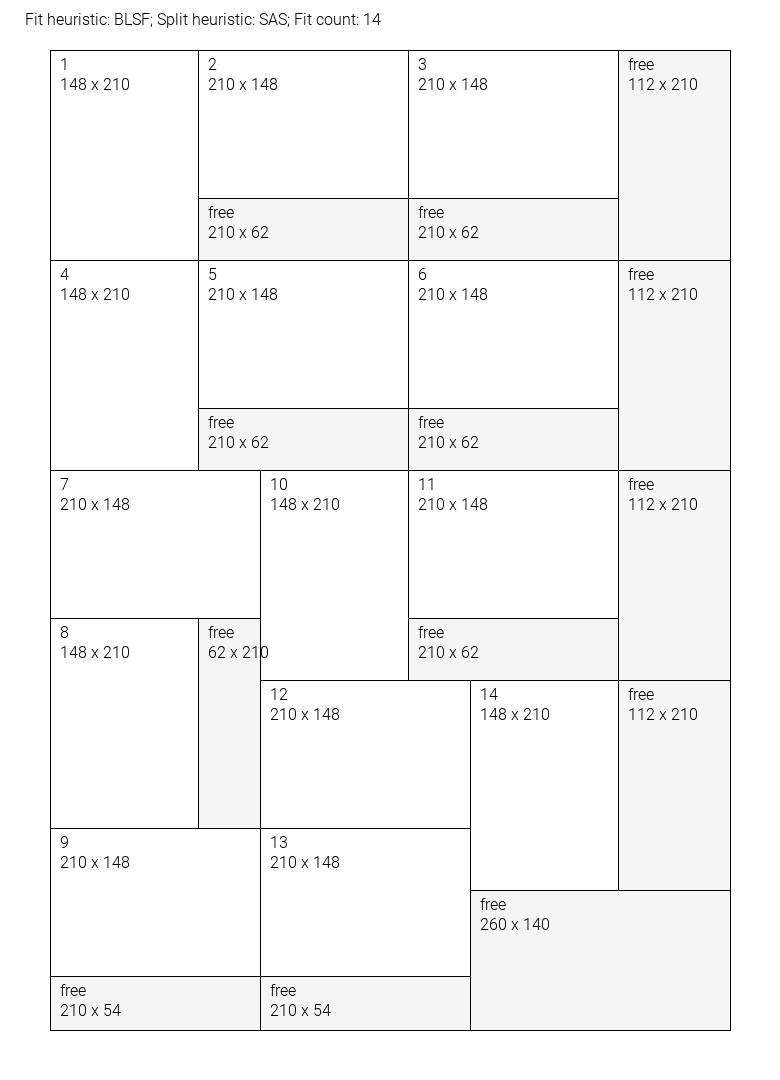 Fit heuristic: BLSF; Split heuristic: SAS; Fit count: 14
1
148 x 210
2
210 x 148
3
210 x 148
free
112 x 210
free
210 x 62
free
210 x 62
4
148 x 210
5
210 x 148
6
210 x 148
free
112 x 210
free
210 x 62
free
210 x 62
7
210 x 148
10
148 x 210
11
210 x 148
free
112 x 210
8
148 x 210
free
62 x 210
free
210 x 62
12
210 x 148
14
148 x 210
free
112 x 210
9
210 x 148
13
210 x 148
free
260 x 140
free
210 x 54
free
210 x 54